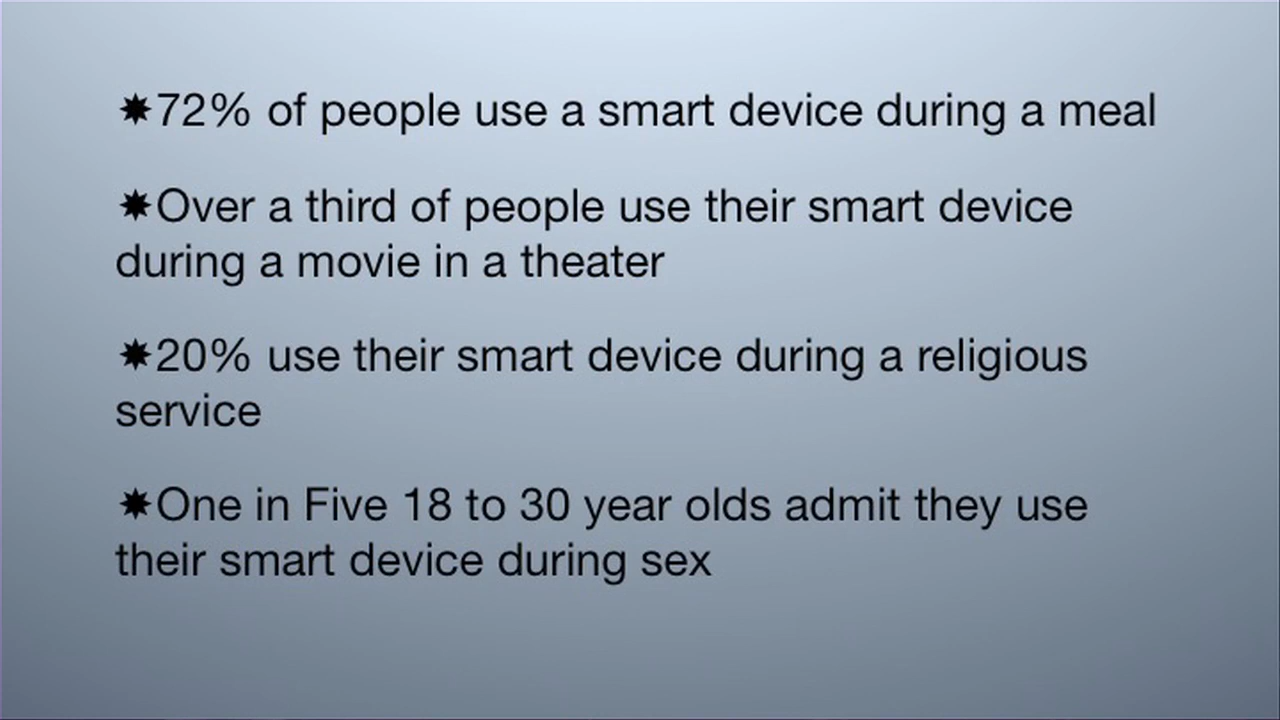 ✸72% of people use a smart device during a meal
✸Over a third of people use their smart device
during a movie in a theater
✸20% use their smart device during a religious
service
✸One in Five 18 to 30 year olds admit they use
their smart device during sex